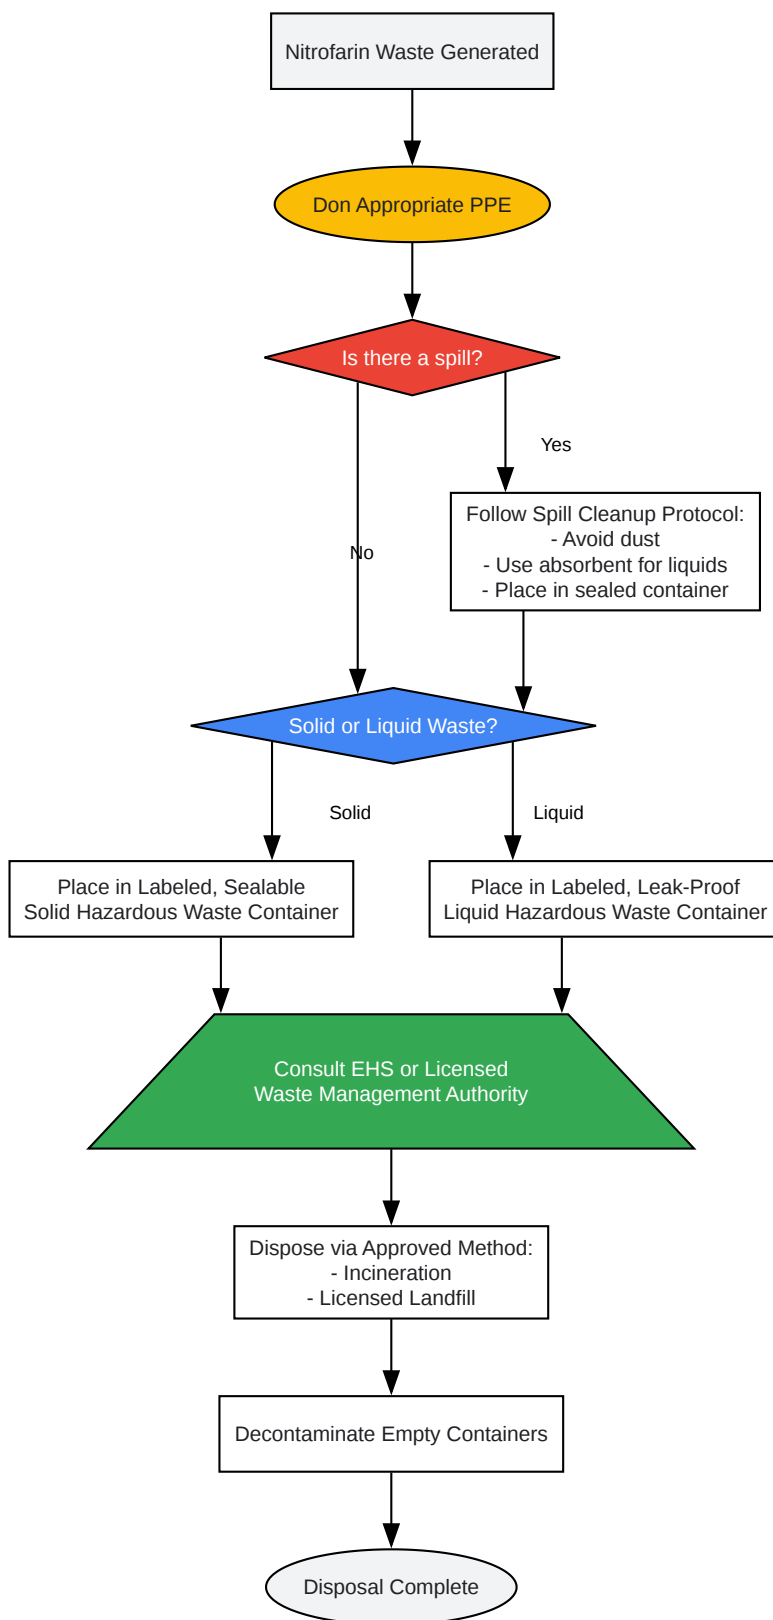 Nitrofarin Waste Generated
Don Appropriate PPE
Is there a spill?
Yes
Follow Spill Cleanup Protocol:
- Avoid dust
- Use absorbent for liquids
- Place in sealed container
No
Solid or Liquid Waste?
Solid
Liquid
Place in Labeled, Sealable
Solid Hazardous Waste Container
Place in Labeled, Leak-Proof
Liquid Hazardous Waste Container
Consult EHS or Licensed
Waste Management Authority
Dispose via Approved Method:
- Incineration
- Licensed Landfill
Decontaminate Empty Containers
Disposal Complete